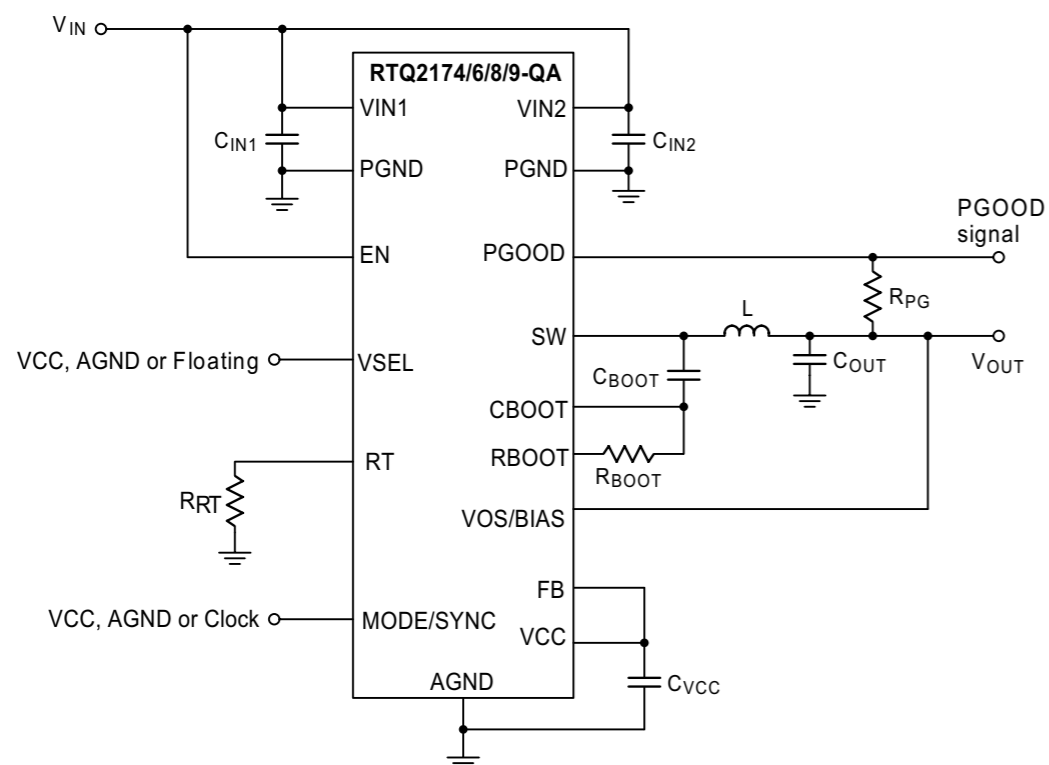 VIN
RTQ2174/6/8/9-QA
VIN1
VIN2
CIN1
CIN2
PGND
PGND
PGOOD
signal
EN
PGOOD
RPG
L
SW
VCC, AGND or Floating
VSEL
COUT
VOUT
CBOOT
CBOOT
RT
RBOOT
RBOOT
RRT
VOS/BIAS
FB
VCC, AGND or Clock
MODE/SYNC
VCC
AGND
CVCC